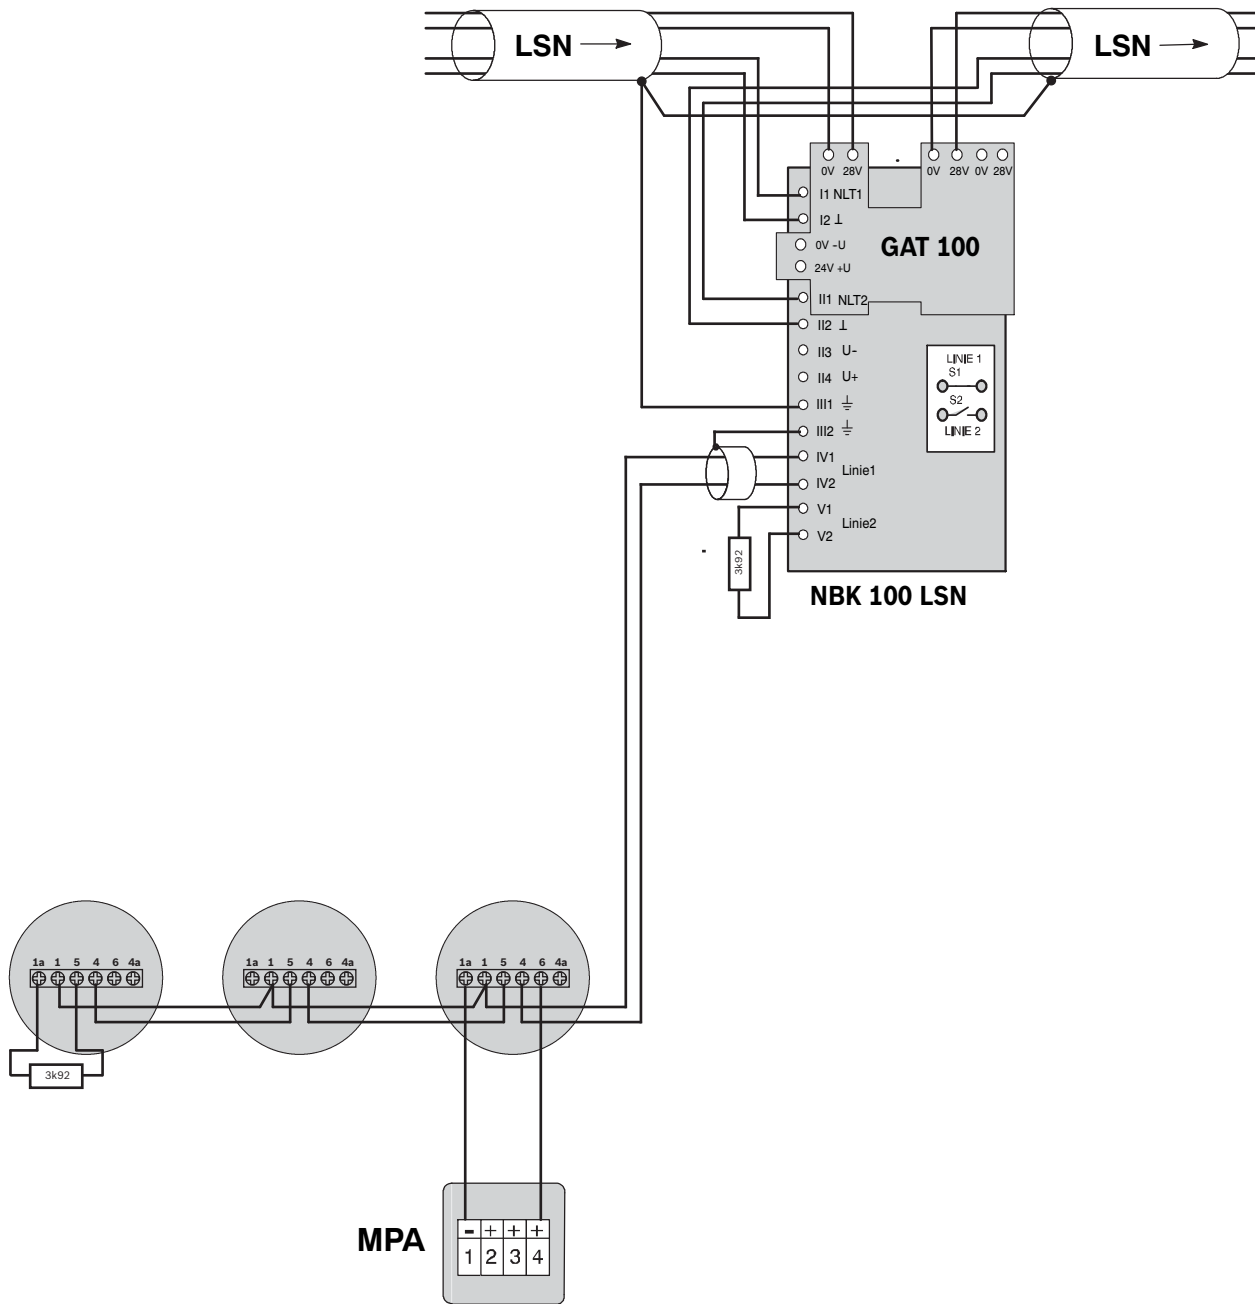 LSN
LSN
0V 28V
0V 28V 0V 28V
I1 NLT1
I2 ⊥
0V -U
24V +U
GAT 100
II1 NLT2
II2 ⊥
II3 U-
II4 U+
III1
III2
IV1
Linie1
IV2
V1
Linie2
V2
LINIE 1
S1
S2
LINIE 2
3k92
NBK 100 LSN
1a 1 5 4 6 4a
1a 1 5 4 6 4a
1a 1 5 4 6 4a
3k92
MPA
- + + +
1 2 3 4